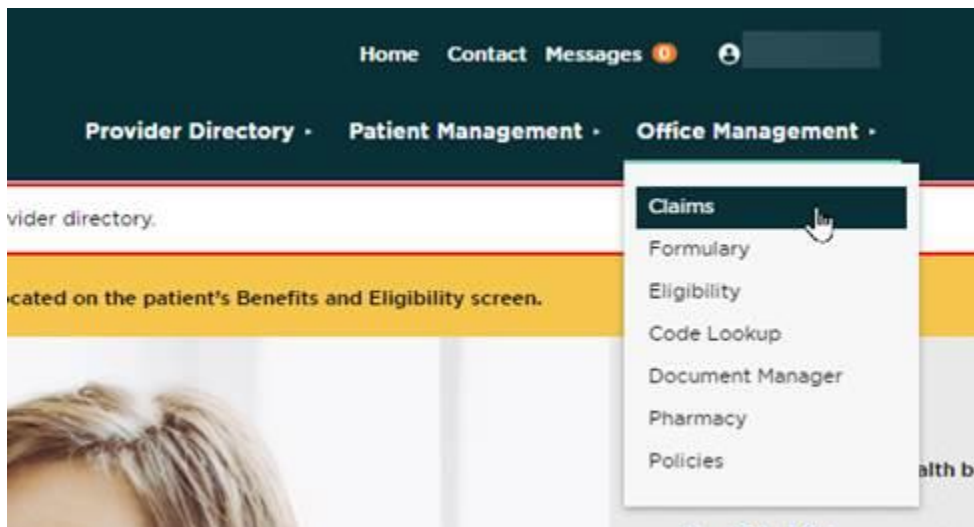 Home Contact Messages 0
Provider Directory Patient Management Office Management
vider directory.
Claims
Formulary
ocated on the patient's Benefits and Eligibility screen.
Eligibility
Code Lookup
Document Manager
Pharmacy
Policies
alth b